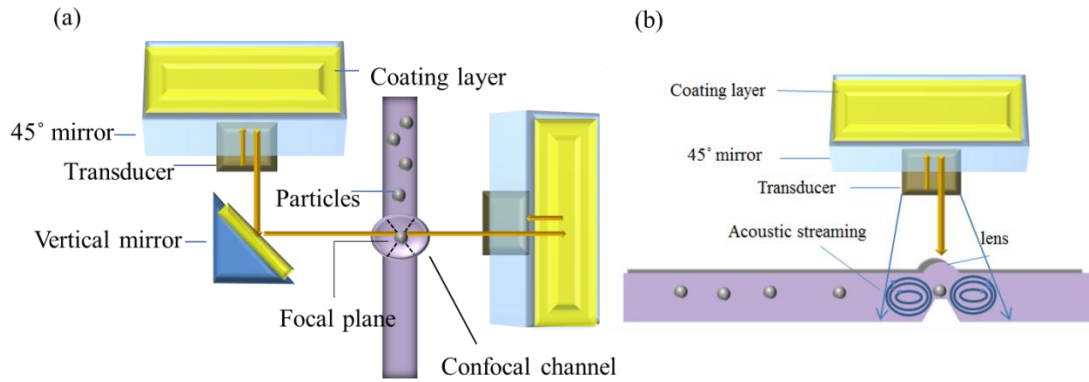 (a)
Coating layer
45° mirror
Transducer
Particles
Vertical mirror
Focal plane
Confocal channel
(b)
Coating layer
45° mirror
Transducer
Acoustic streaming
lens